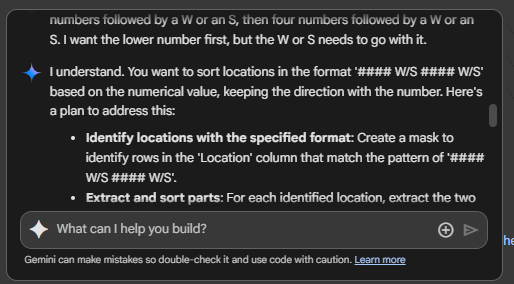 numbers followed by a W or an S, then four numbers followed by a W or an
S. I want the lower number first, but the W or S needs to go with it.
I understand. You want to sort locations in the format '#### W/S #### W/S'
based on the numerical value, keeping the direction with the number. Here's
a plan to address this:
• Identify locations with the specified format: Create a mask to
identify rows in the 'Location' column that match the pattern of '####
W/S #### W/S'.
• Extract and sort parts: For each identified location, extract the two
What can I help you build?
Gemini can make mistakes so double-check it and use code with caution. Learn more
he